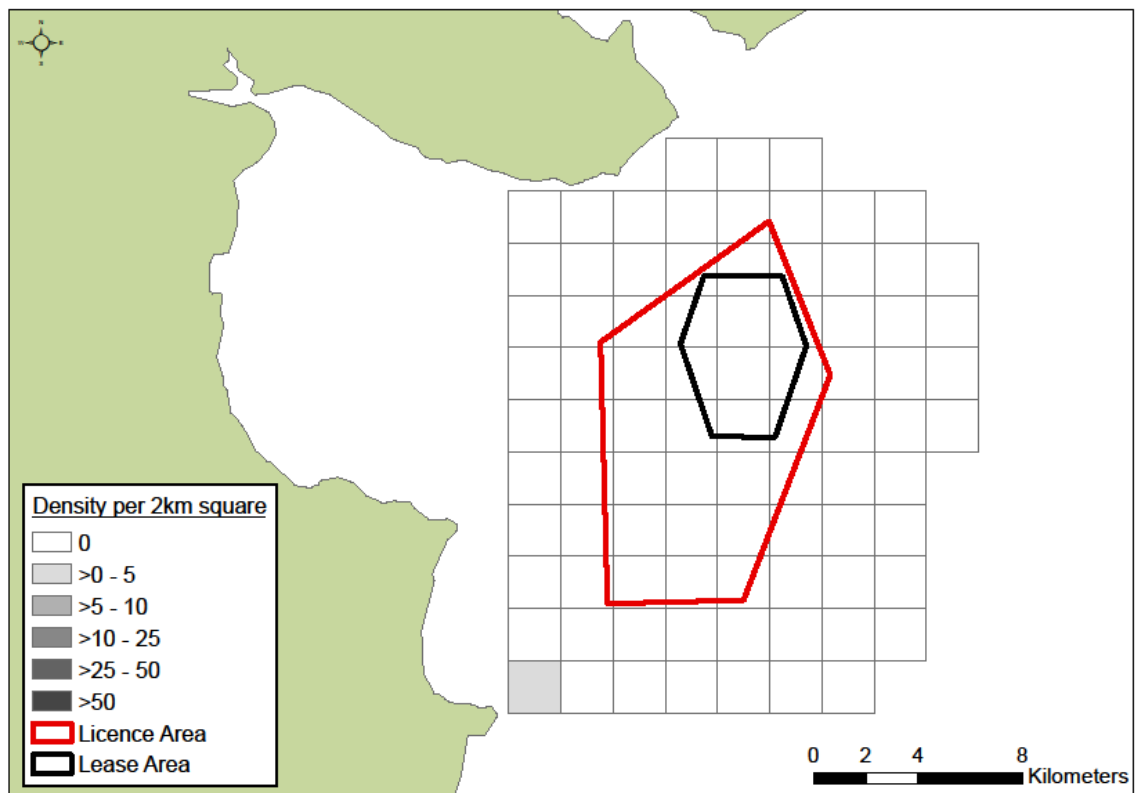 N
W E
S
Density per 2km square
0
>0 - 5
>5 - 10
>10 - 25
>25 - 50
>50
Licence Area
Lease Area
0 2 4 8
Kilometers